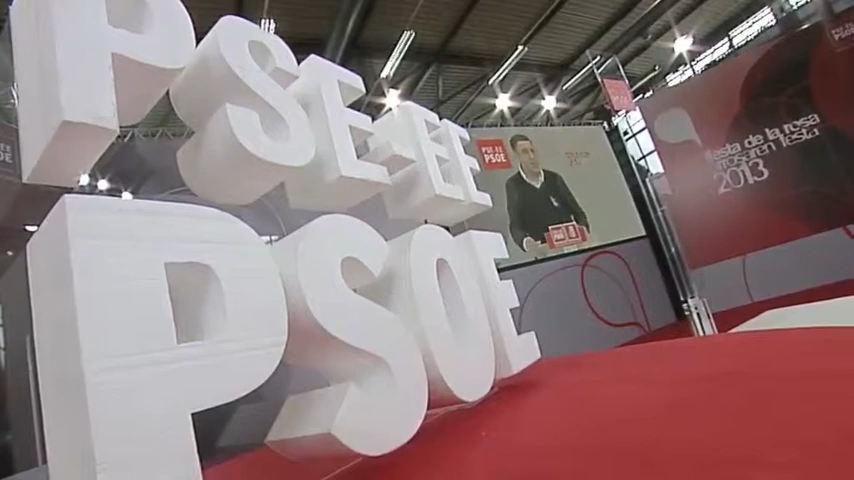 PSE-EE
PSOE
PSE-EE
PSOE
Fiesta de la rosa
Arrosaren festa
2013